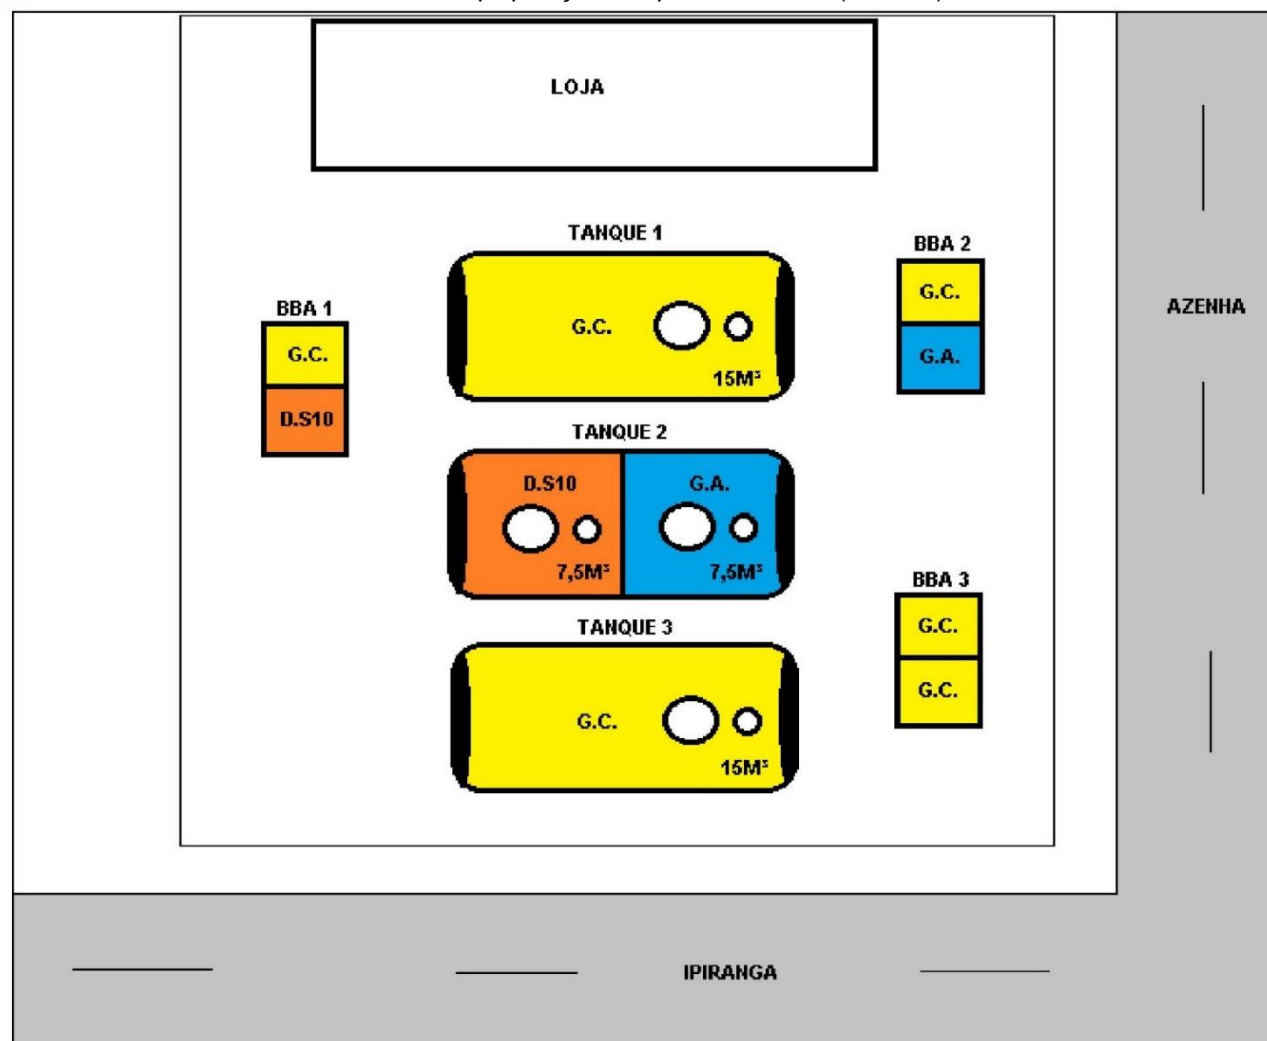 LOJA
TANQUE 1
G.C.
15M³
BBA 2
G.C.
G.A.
AZENHA
BBA 1
G.C.
D.S10
TANQUE 2
D.S10
7,5M³
G.A.
7,5M³
BBA 3
G.C.
G.C.
TANQUE 3
G.C.
15M³
IPIRANGA